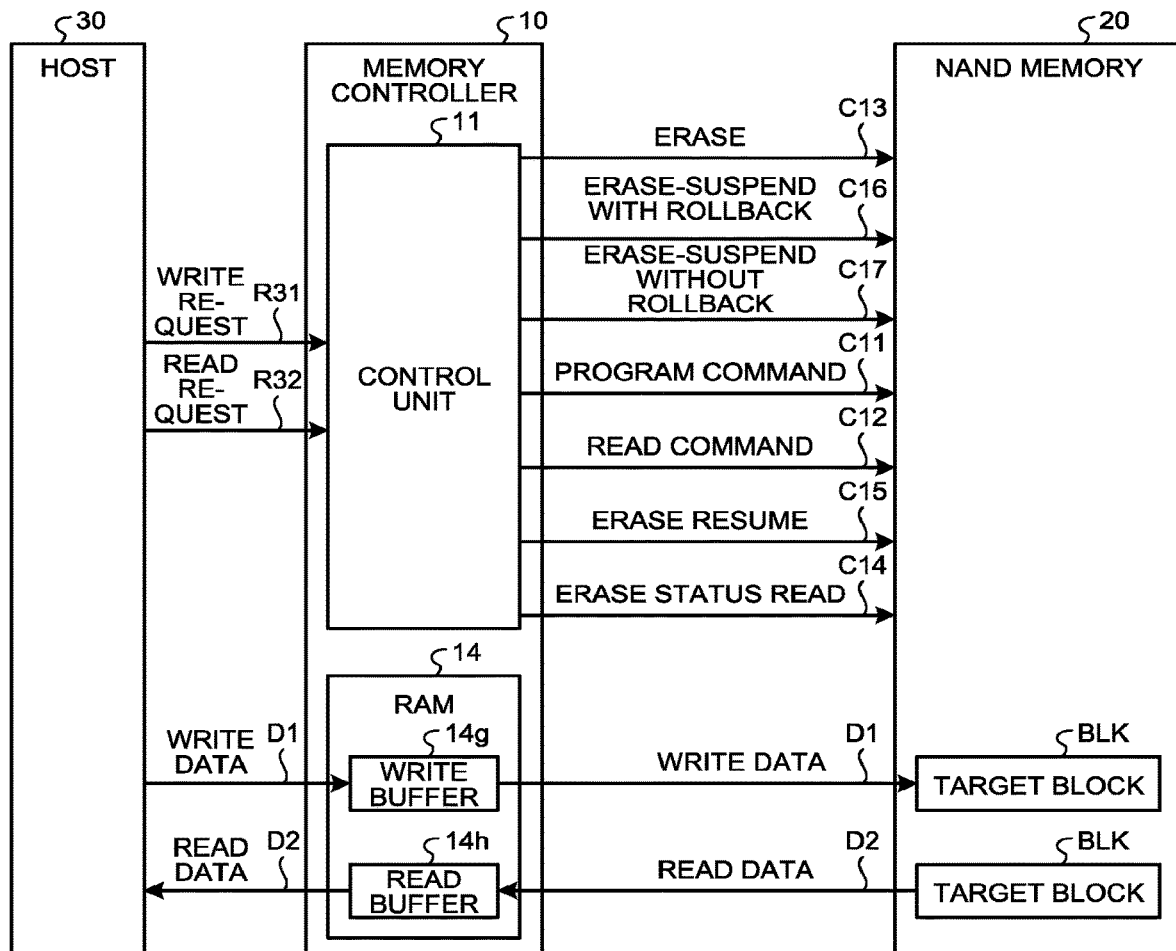 30
10
20
HOST
MEMORY
CONTROLLER
NAND MEMORY
11
CONTROL
UNIT
ERASE
C13
ERASE-SUSPEND
WITH ROLLBACK
C16
ERASE-SUSPEND
WITHOUT
ROLLBACK
C17
WRITE
RE-
QUEST
R31
READ
RE-
QUEST
R32
PROGRAM COMMAND
C11
READ COMMAND
C12
ERASE RESUME
C15
ERASE STATUS READ
C14
14
RAM
WRITE
DATA
D1
14g
WRITE
BUFFER
WRITE DATA
D1
BLK
TARGET BLOCK
READ
DATA
D2
14h
READ
BUFFER
READ DATA
D2
BLK
TARGET BLOCK